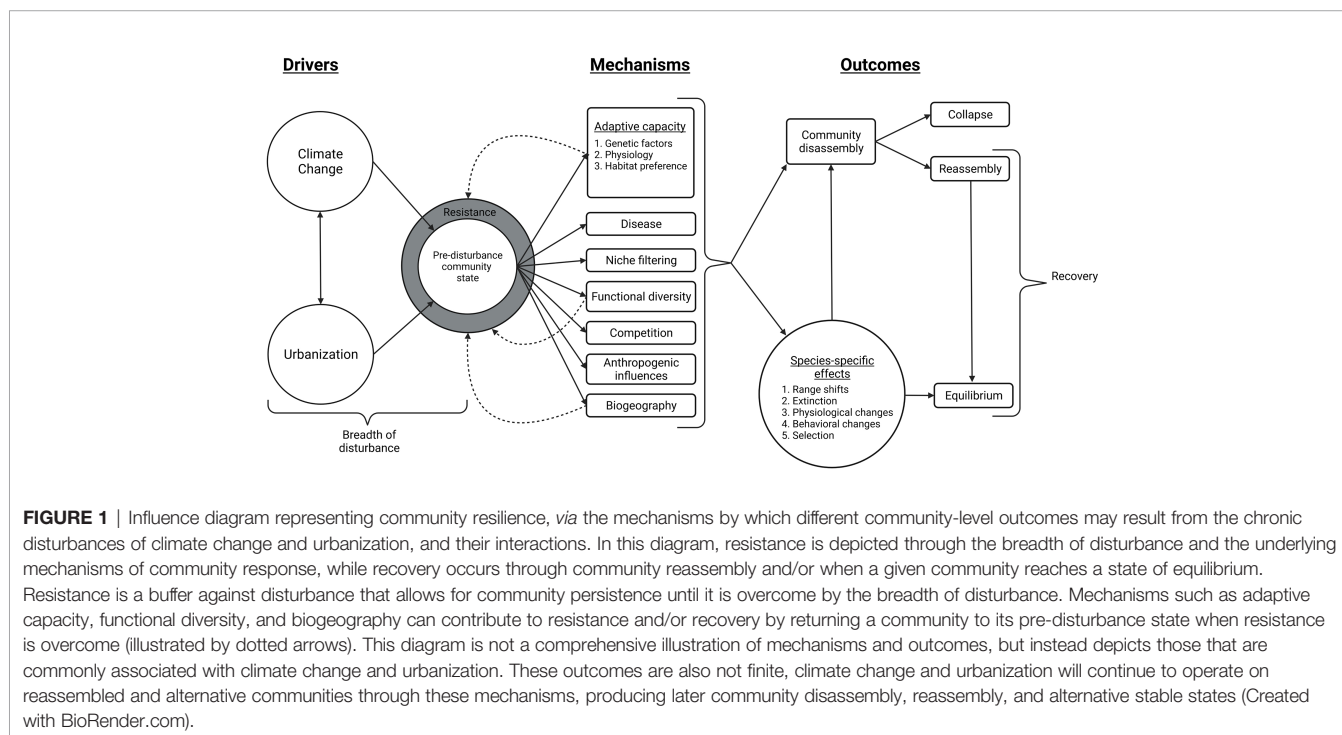 Drivers
Mechanisms
Outcomes
Climate
Change
Urbanization
Breadth of
disturbance
Resistance
Pre-disturbance
community
state
Adaptive capacity
1. Genetic factors
2. Physiology
3. Habitat preference
Disease
Niche filtering
Functional diversity
Competition
Anthropogenic
influences
Biogeography
Community
disassembly
Collapse
Reassembly
Species-specific
effects
1. Range shifts
2. Extinction
3. Physiological changes
4. Behavioral changes
5. Selection
Equilibrium
Recovery
FIGURE 1 | Influence diagram representing community resilience, via the mechanisms by which different community-level outcomes may result from the chronic
disturbances of climate change and urbanization, and their interactions. In this diagram, resistance is depicted through the breadth of disturbance and the underlying
mechanisms of community response, while recovery occurs through community reassembly and/or when a given community reaches a state of equilibrium.
Resistance is a buffer against disturbance that allows for community persistence until it is overcome by the breadth of disturbance. Mechanisms such as adaptive
capacity, functional diversity, and biogeography can contribute to resistance and/or recovery by returning a community to its pre-disturbance state when resistance
is overcome (illustrated by dotted arrows). This diagram is not a comprehensive illustration of mechanisms and outcomes, but instead depicts those that are
commonly associated with climate change and urbanization. These outcomes are also not finite, climate change and urbanization will continue to operate on
reassembled and alternative communities through these mechanisms, producing later community disassembly, reassembly, and alternative stable states (Created
with BioRender.com).